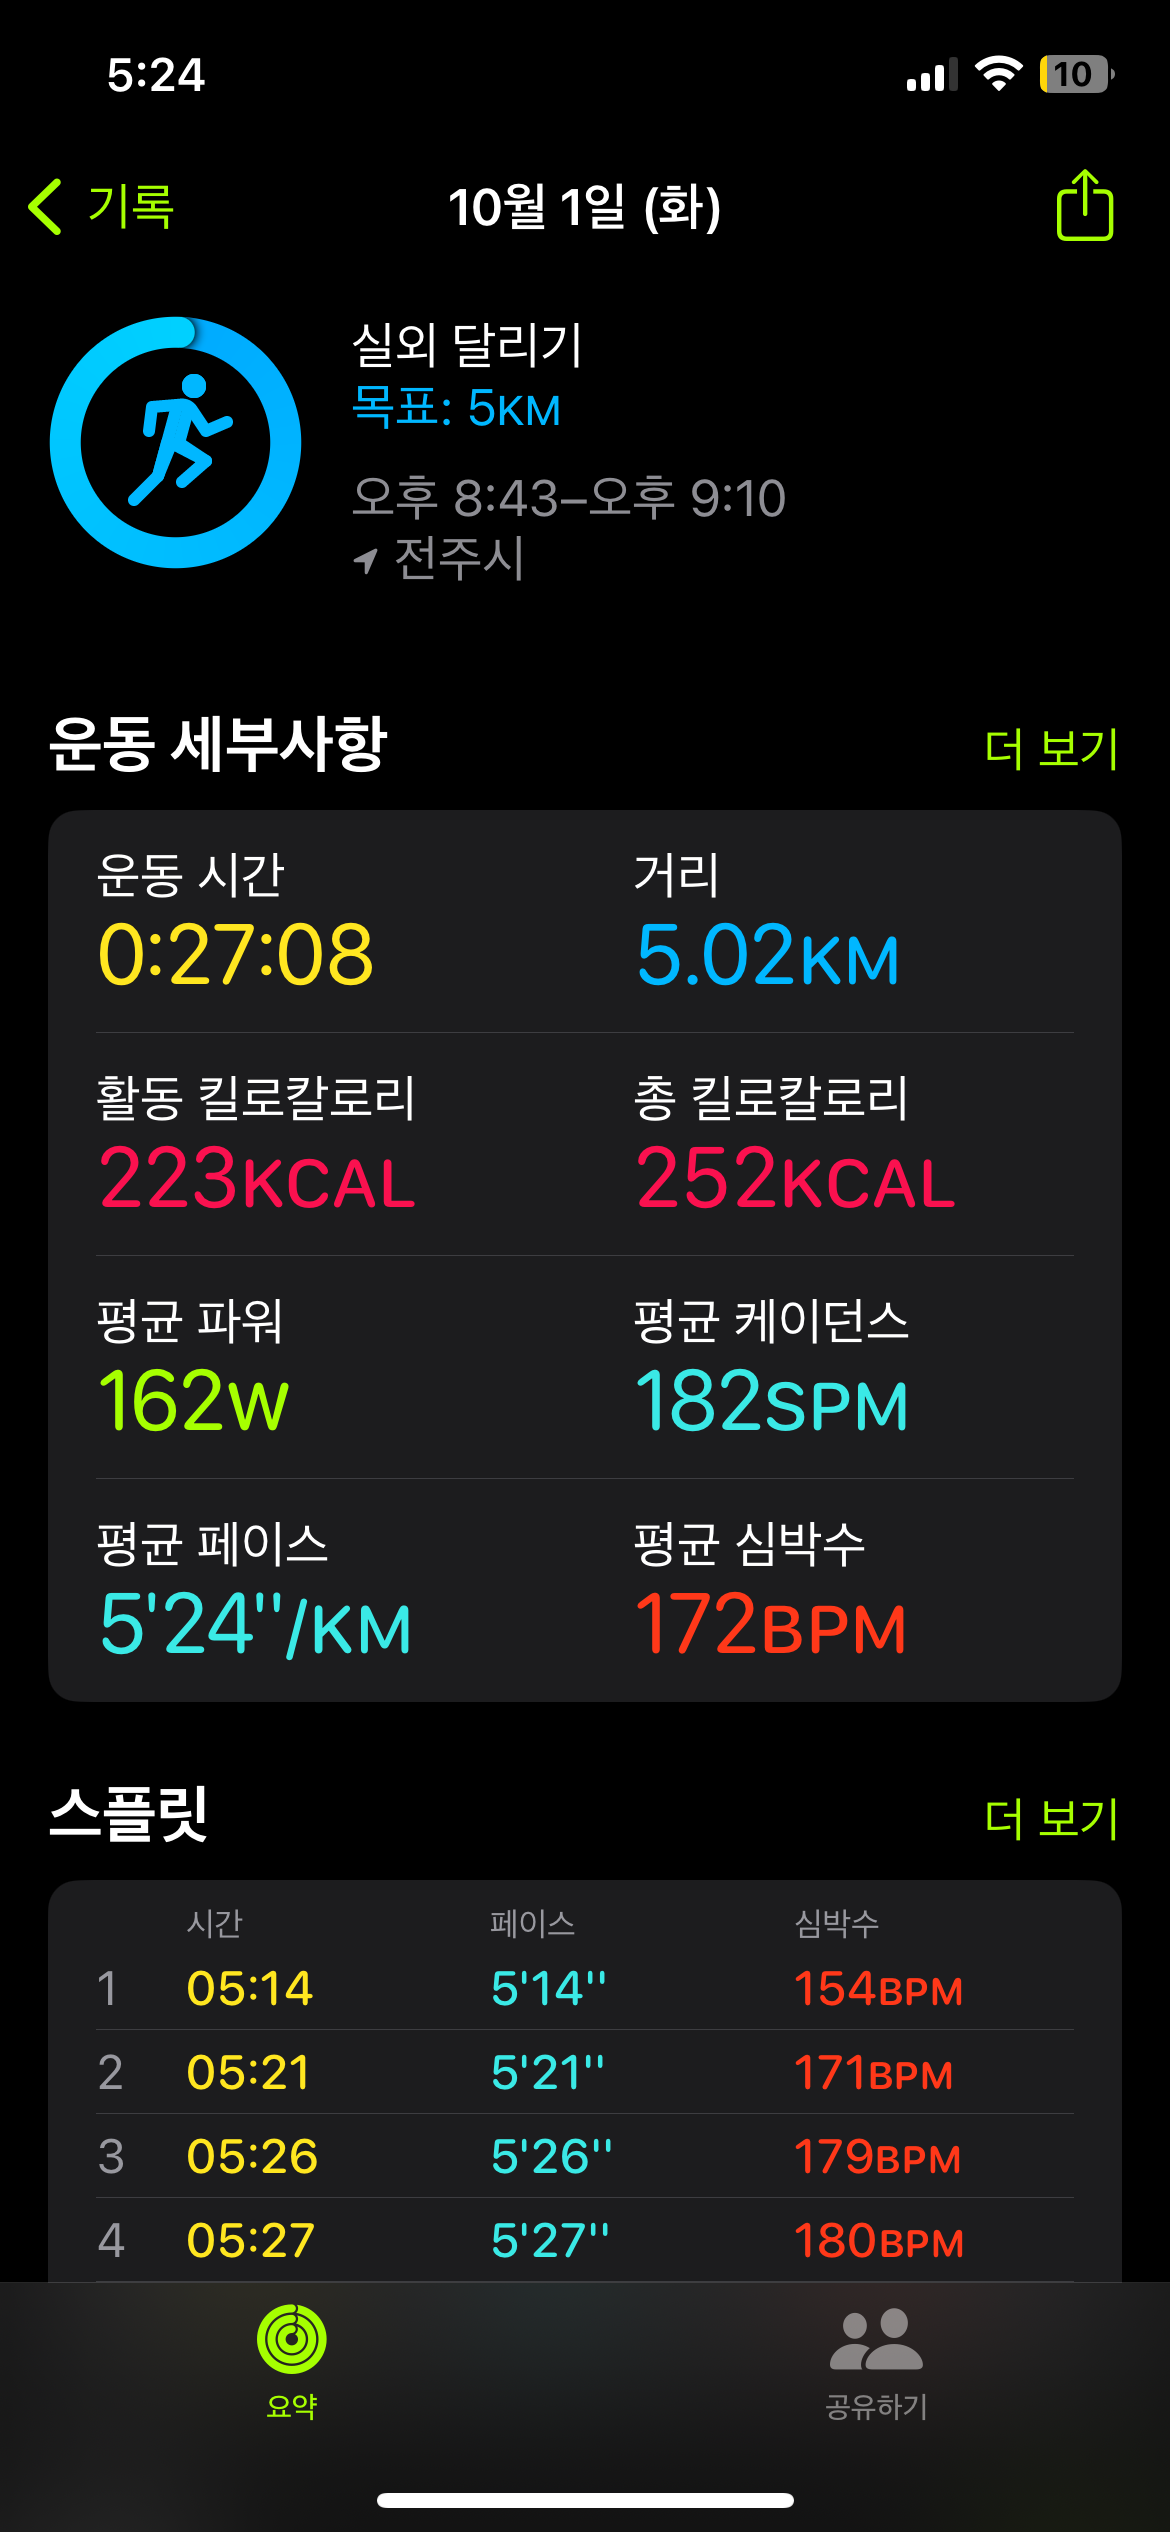 5:24
10
기록
10월 1일 (화)
실외 달리기
목표: 5KM
오후 8:43–오후 9:10
전주시
운동 세부사항
더 보기
운동 시간
거리
0:27:08
5.02KM
활동 킬로칼로리
총 킬로칼로리
223KCAL
252KCAL
평균 파워
평균 케이던스
162W
182SPM
평균 페이스
평균 심박수
5'24''/KM
172BPM
스플릿
더 보기
시간 페이스 심박수
1 05:14 5'14'' 154BPM
2 05:21 5'21'' 171BPM
3 05:26 5'26'' 179BPM
4 05:27 5'27'' 180BPM
요약
공유하기